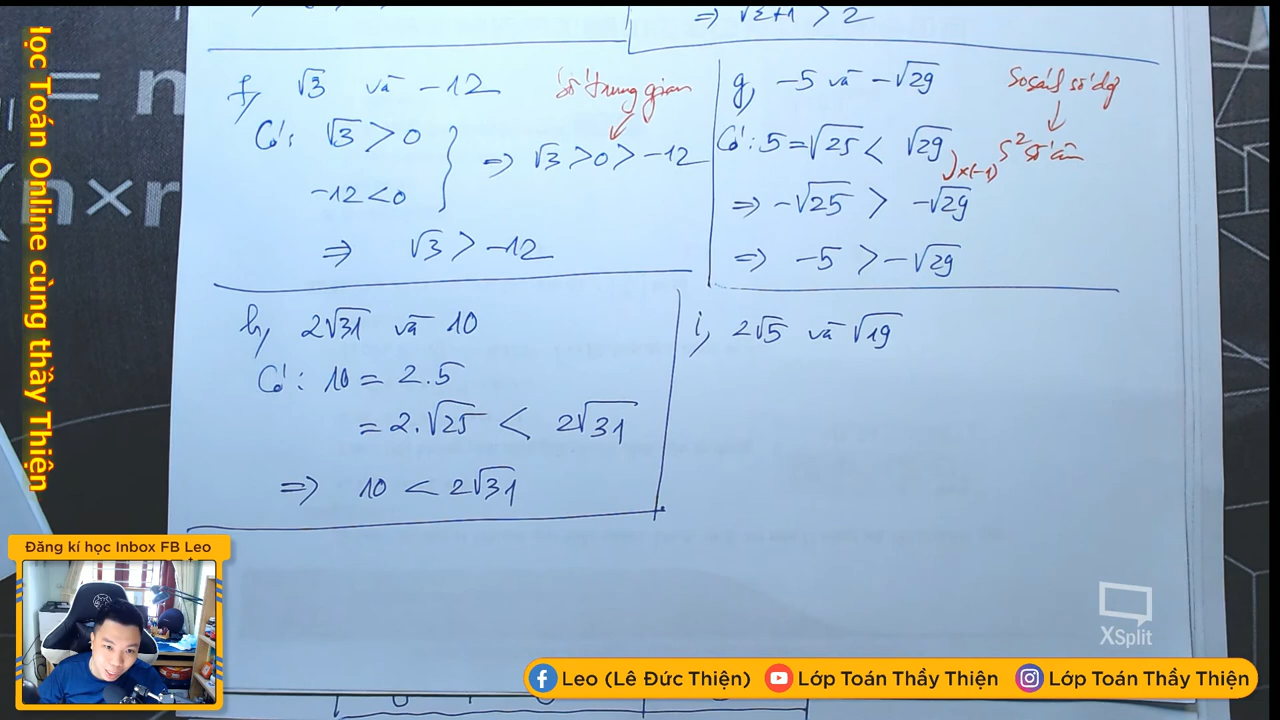 Học Toán Online cùng thầy Thiện
⇒ √2+1 > 2
f, √3 và −12
số trung gian
Có: √3 > 0
−12 < 0
⇒ √3 > 0 > −12
⇒ √3 > −12
g, −5 và −√29
So sánh số
Có: 5 = √25 < √29
x(−1)
⇒ −√25 > −√29
⇒ −5 > −√29
h, 2√31 và 10
Có: 10 = 2.5
= 2.√25 < 2√31
⇒ 10 < 2√31
i, 2√5 và √19
Đăng kí học Inbox FB Leo
XSplit
Leo (Lê Đức Thiện) Lớp Toán Thầy Thiện Lớp Toán Thầy Thiện